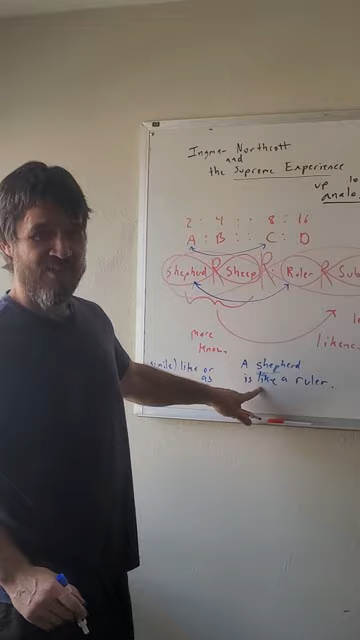 Ingmar Northcott
and
the Supreme Experience
up
analo
2 : 4 : : 8 : 16
A : B : : C : D
Shepherd R Sheep R Ruler R Sub
more
known
likene
simile) like or
as
A shepherd
is like a ruler.